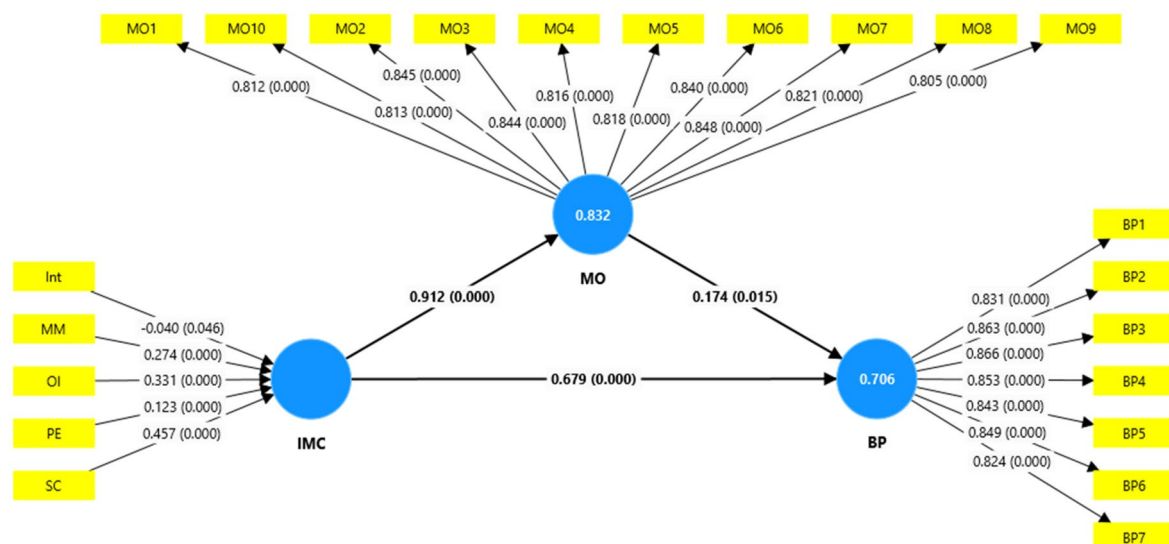 MO1 MO10 MO2 MO3 MO4 MO5 MO6 MO7 MO8 MO9
0.812 (0.000)
0.813 (0.000)
0.845 (0.000)
0.844 (0.000)
0.816 (0.000)
0.818 (0.000)
0.840 (0.000)
0.848 (0.000)
0.821 (0.000)
0.805 (0.000)
0.832
MO
Int
MM
OI
PE
SC
-0.040 (0.046)
0.274 (0.000)
0.331 (0.000)
0.123 (0.000)
0.457 (0.000)
IMC
0.912 (0.000)
0.174 (0.015)
0.679 (0.000)
0.706
BP
0.831 (0.000)
0.863 (0.000)
0.866 (0.000)
0.853 (0.000)
0.843 (0.000)
0.849 (0.000)
0.824 (0.000)
BP1
BP2
BP3
BP4
BP5
BP6
BP7